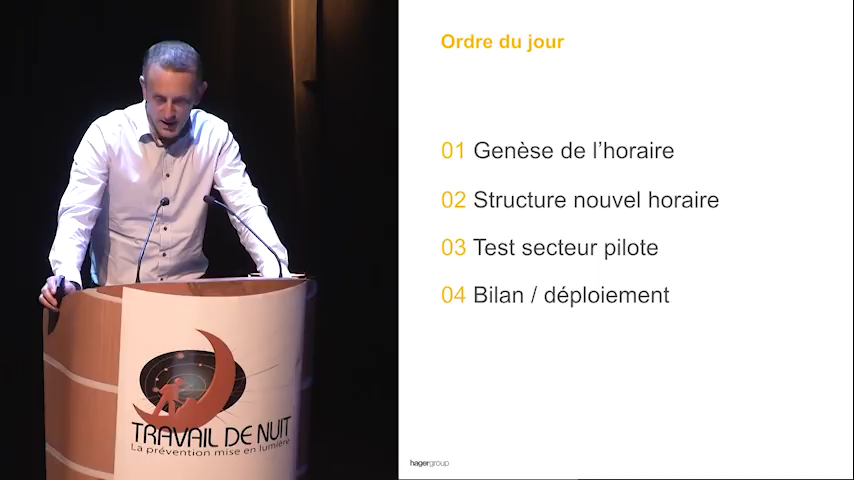 Ordre du jour
01 Genèse de l’horaire
02 Structure nouvel horaire
03 Test secteur pilote
04 Bilan / déploiement
TRAVAIL DE NUIT
La prévention mise en lumière
hagergroup